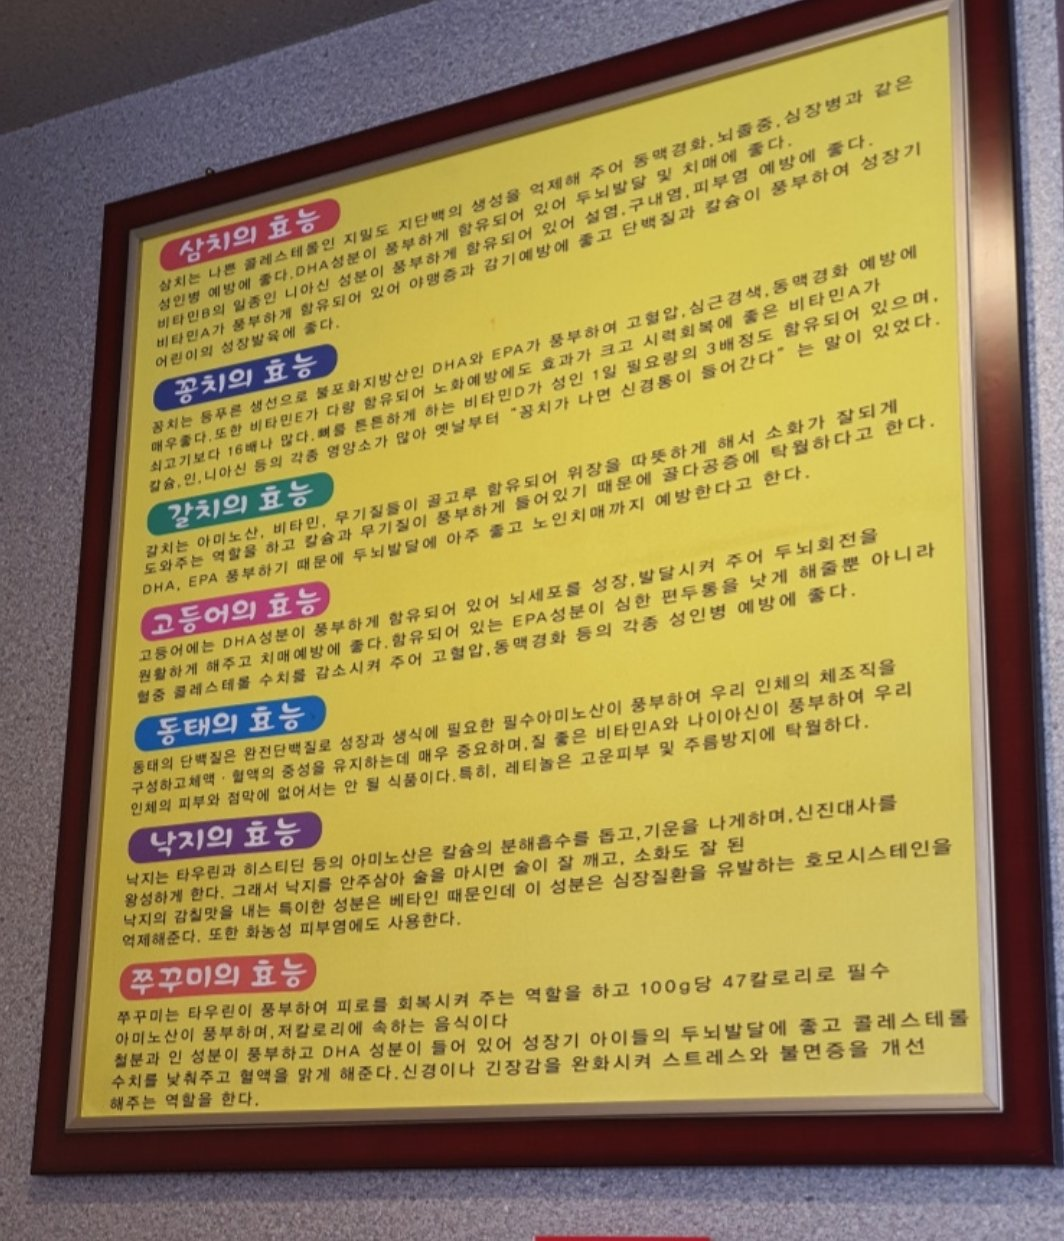 삼치의 효능
삼치는 나쁜 콜레스테롤인 지밀도 지단백의 생성을 억제해 주어 동맥경화,뇌졸중,심장병과 같은
성인병 예방에 좋다.DHA성분이 풍부하게 함유되어 있어 두뇌발달 및 치매에 좋다.
비타민B의 일종인 니아신 성분이 풍부하게 함유되어 있어 설염,구내염,피부염 예방에 좋다.
비타민A가 풍부하게 함유되어 있어 야맹증과 감기예방에 좋고 단백질과 칼슘이 풍부하여 성장기
어린이의 성장발육에 좋다.
꽁치의 효능
꽁치는 등푸른 생선으로 불포화지방산인 DHA와 EPA가 풍부하여 고혈압,심근경색,동맥경화 예방에
매우좋다.또한 비타민E가 다량 함유되어 노화예방에도 효과가 크고 시력회복에 좋은 비타민A가
쇠고기보다 16배나 많다.뼈를 튼튼하게 하는 비타민D가 성인 1일 필요량의 3배정도 함유되어 있으며,
칼슘,인,니아신 등의 각종 영양소가 많아 옛날부터 “꽁치가 나면 신경통이 들어간다” 는 말이 있었다.
갈치의 효능
갈치는 아미노산, 비타민, 무기질들이 골고루 함유되어 위장을 따뜻하게 해서 소화가 잘되게
도와주는 역할을 하고 칼슘과 무기질이 풍부하게 들어있기 때문에 골다공증에 탁월하다고 한다.
DHA, EPA 풍부하기 때문에 두뇌발달에 아주 좋고 노인치매까지 예방한다고 한다.
고등어의 효능
고등어에는 DHA성분이 풍부하게 함유되어 있어 뇌세포를 성장,발달시켜 주어 두뇌회전을
원활하게 해주고 치매예방에 좋다.함유되어 있는 EPA성분이 심한 편두통을 낫게 해줄뿐 아니라
혈중 콜레스테롤 수치를 감소시켜 주어 고혈압,동맥경화 등의 각종 성인병 예방에 좋다.
동태의 효능
동태의 단백질은 완전단백질로 성장과 생식에 필요한 필수아미노산이 풍부하여 우리 인체의 체조직을
구성하고체액 · 혈액의 중성을 유지하는데 매우 중요하며,질 좋은 비타민A와 나이아신이 풍부하여 우리
인체의 피부와 점막에 없어서는 안 될 식품이다.특히, 레티놀은 고운피부 및 주름방지에 탁월하다.
낙지의 효능
낙지는 타우린과 히스티딘 등의 아미노산은 칼슘의 분해흡수를 돕고,기운을 나게하며,신진대사를
왕성하게 한다. 그래서 낙지를 안주삼아 술을 마시면 술이 잘 깨고, 소화도 잘 된
낙지의 감칠맛을 내는 특이한 성분은 베타인 때문인데 이 성분은 심장질환을 유발하는 호모시스테인을
억제해준다. 또한 화농성 피부염에도 사용한다.
쭈꾸미의 효능
쭈꾸미는 타우린이 풍부하여 피로를 회복시켜 주는 역할을 하고 100g당 47칼로리로 필수
아미노산이 풍부하며,저칼로리에 속하는 음식이다
철분과 인 성분이 풍부하고 DHA 성분이 들어 있어 성장기 아이들의 두뇌발달에 좋고 콜레스테롤
수치를 낮춰주고 혈액을 맑게 해준다.신경이나 긴장감을 완화시켜 스트레스와 불면증을 개선
해주는 역할을 한다.